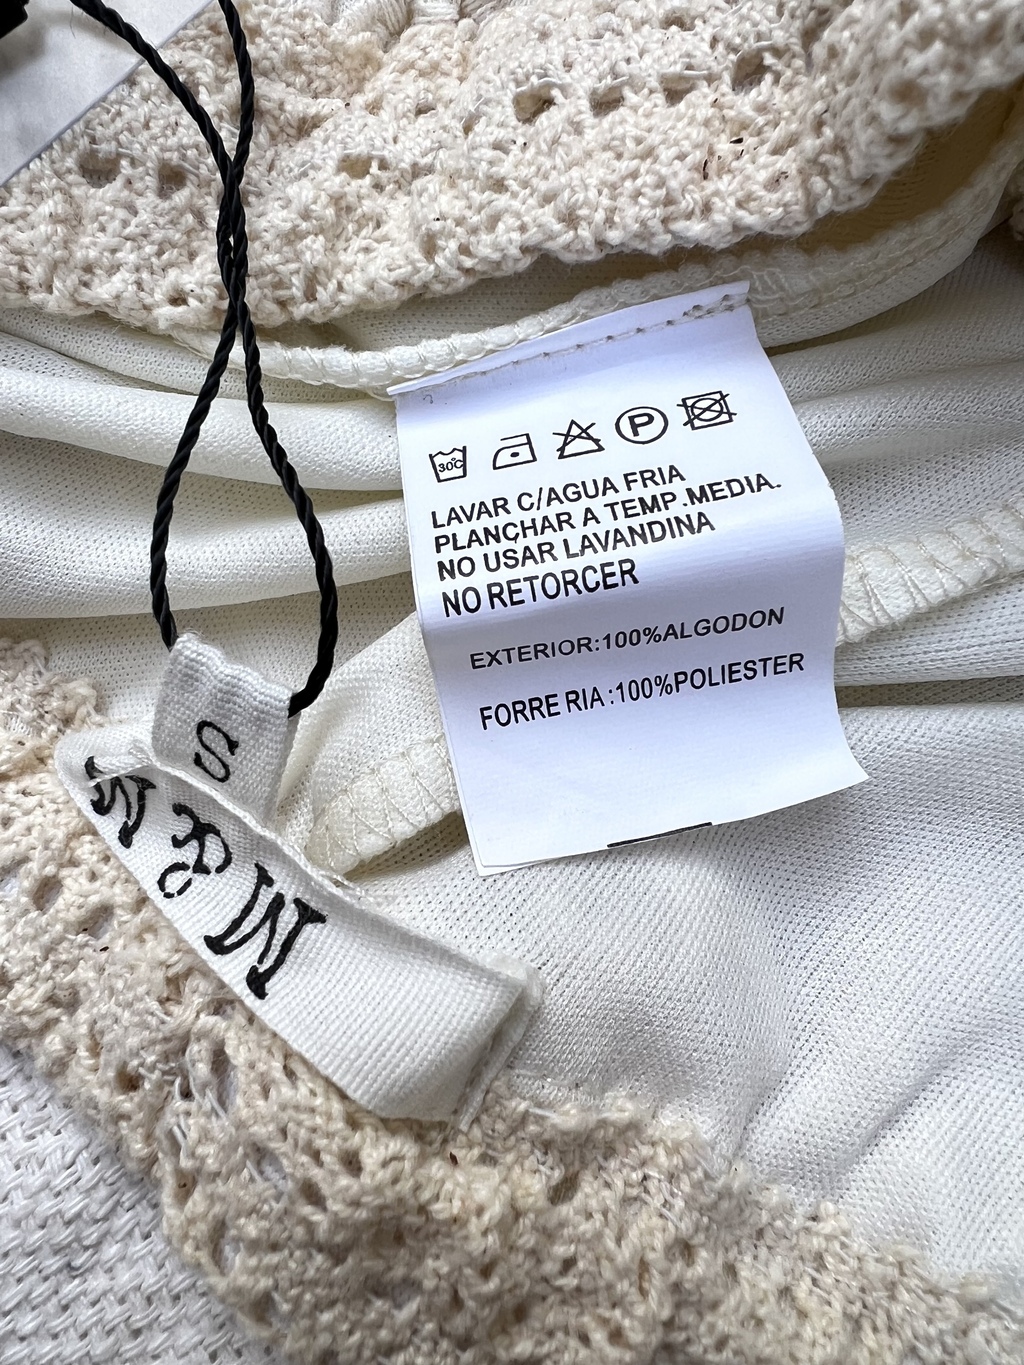 30°C
P
LAVAR C/AGUA FRIA
PLANCHAR A TEMP.MEDIA.
NO USAR LAVANDINA
NO RETORCER
EXTERIOR:100%ALGODON
FORRE RIA:100%POLIESTER
S